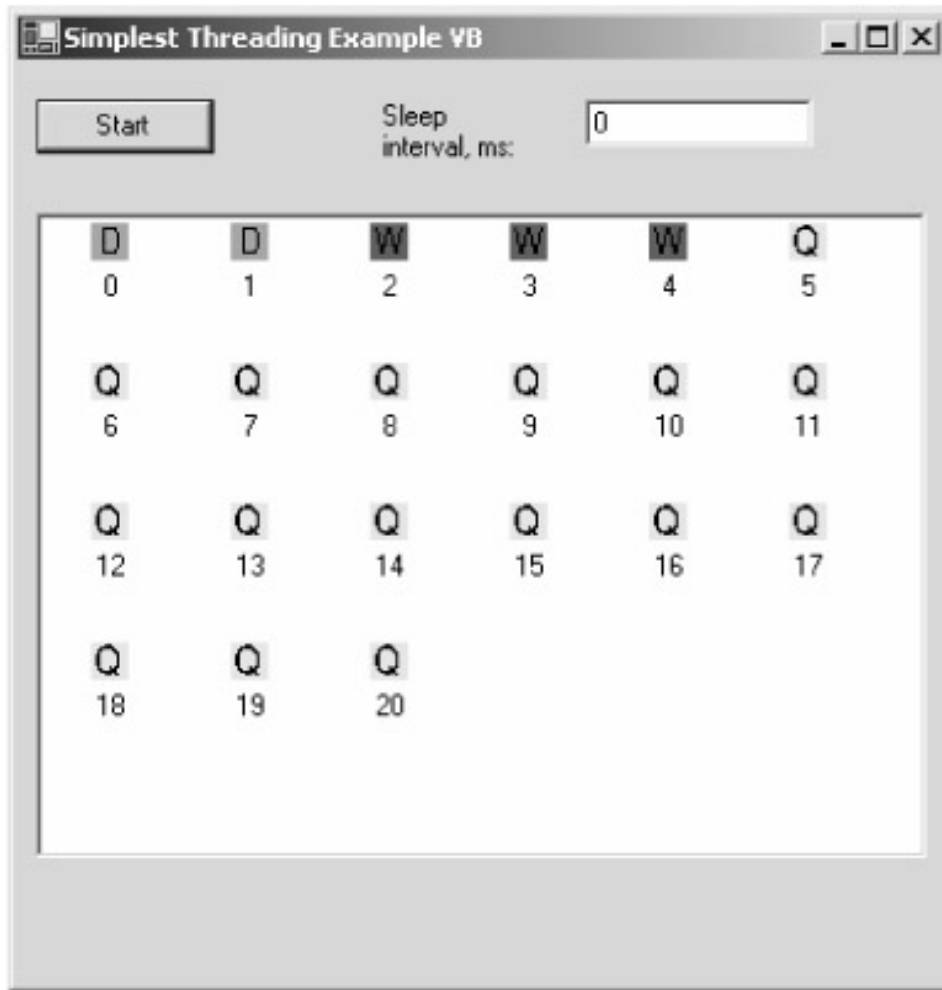 Simplest Threading Example VB
Start
Sleep
interval, ms:
0
D D W W W Q
0 1 2 3 4 5
Q Q Q Q Q Q
6 7 8 9 10 11
Q Q Q Q Q Q
12 13 14 15 16 17
Q Q Q
18 19 20